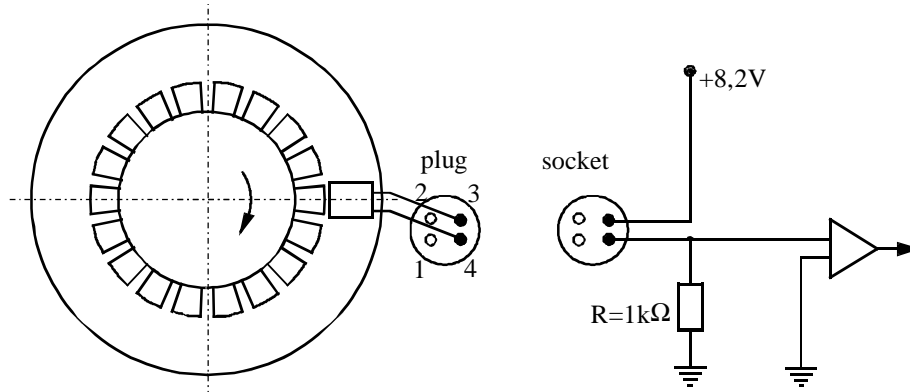 +8,2V
plug
socket
2 3
1 4
R=1kΩ